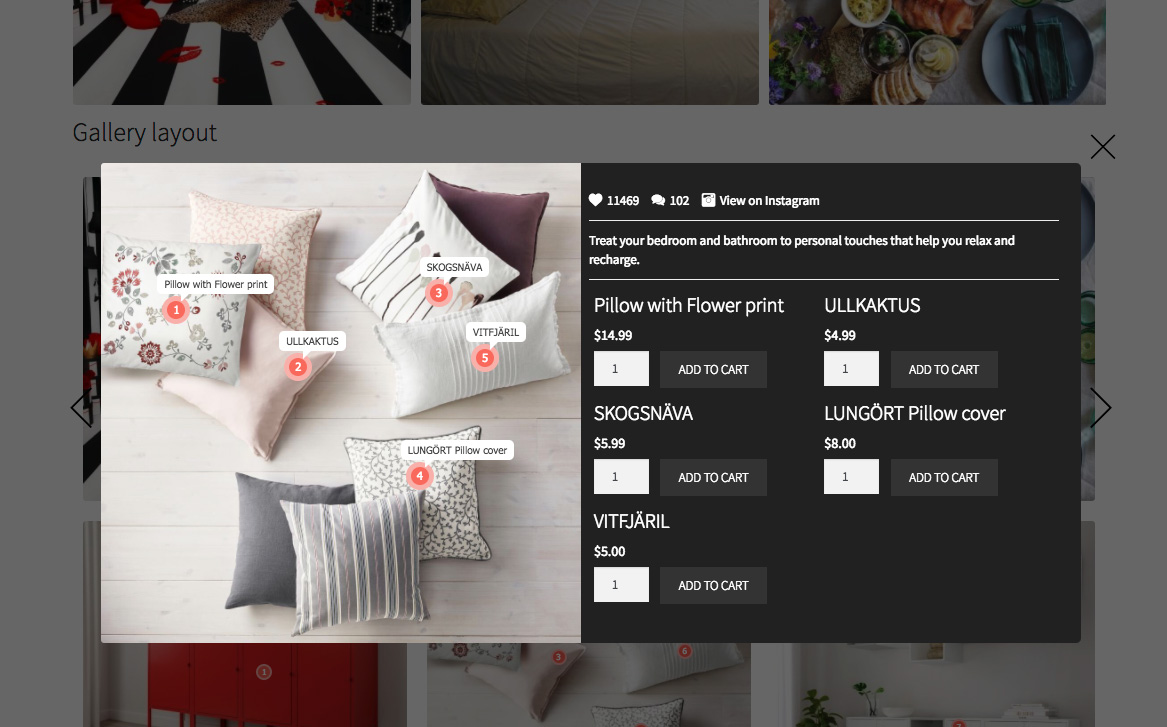 B
Gallery layout
Pillow with Flower print
1
ULLKAKTUS
2
SKOGSNÄVA
3
VITFJÄRIL
5
LUNGÖRT Pillow cover
4
11469 102 View on Instagram
Treat your bedroom and bathroom to personal touches that help you relax and
recharge.
Pillow with Flower print
$14.99
1 ADD TO CART
ULLKAKTUS
$4.99
1 ADD TO CART
SKOGSNÄVA
$5.99
1 ADD TO CART
LUNGÖRT Pillow cover
$8.00
1 ADD TO CART
VITFJÄRIL
$5.00
1 ADD TO CART
1
3
6